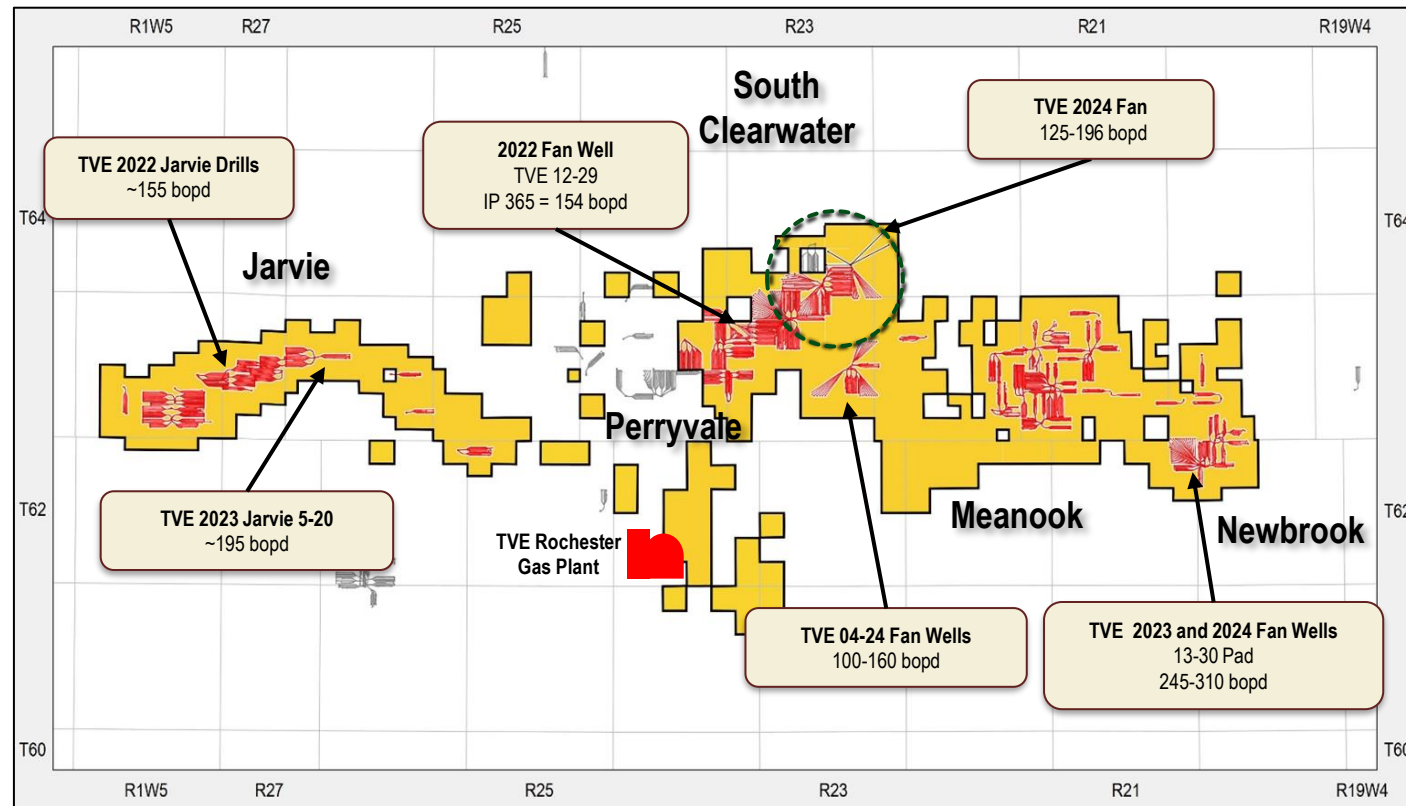 R1W5
R27
R25
R23
R21
R19W4
South
Clearwater
TVE 2024 Fan
125-196 bopd
TVE 2022 Jarvie Drills
~155 bopd
2022 Fan Well
TVE 12-29
IP 365 = 154 bopd
T64
T64
Jarvie
Perryvale
T62
T62
TVE 2023 Jarvie 5-20
~195 bopd
Meanook
Newbrook
TVE Rochester
Gas Plant
TVE 04-24 Fan Wells
100-160 bopd
TVE 2023 and 2024 Fan Wells
13-30 Pad
245-310 bopd
T60
T60
R1W5
R27
R25
R23
R21
R19W4